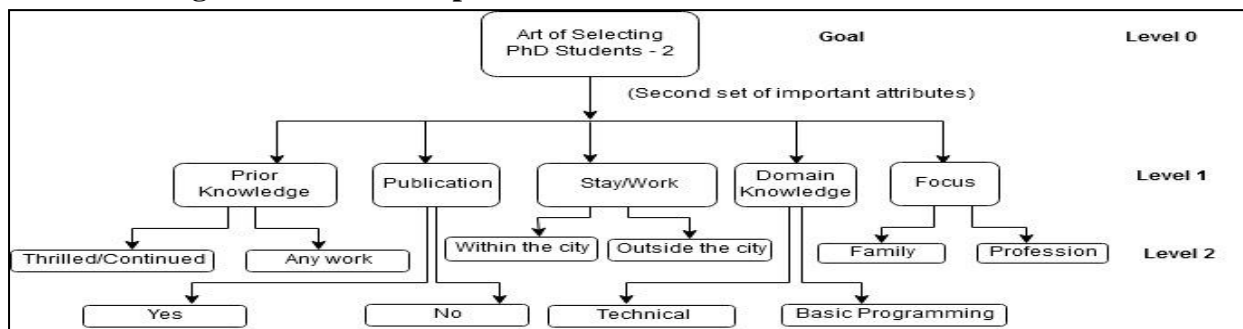 Art of Selecting
PhD Students - 2
Goal
Level 0
(Second set of important attributes)
Prior
Knowledge
Publication
Stay/Work
Domain
Knowledge
Focus
Level 1
Thrilled/Continued
Any work
Within the city
Outside the city
Family
Profession
Level 2
Yes
No
Technical
Basic Programming